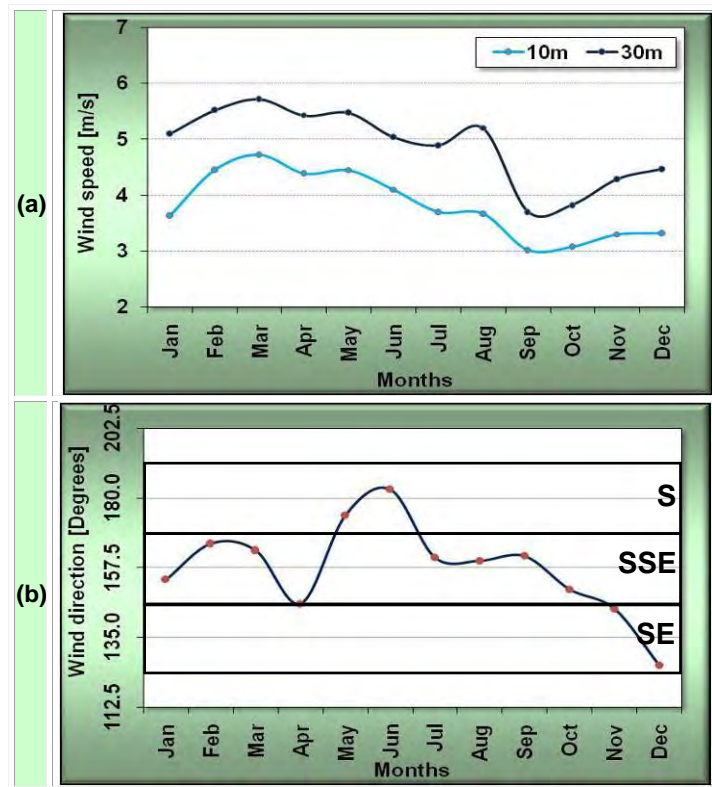 (a)
Wind speed [m/s]
7
6
5
4
3
2
10m 30m
Jan Feb Mar Apr May Jun Jul Aug Sep Oct Nov Dec
Months
(b)
Wind direction [Degrees]
202.5
180.0
157.5
135.0
112.5
S
SSE
SE
Jan Feb Mar Apr May Jun Jul Aug Sep Oct Nov Dec
Months